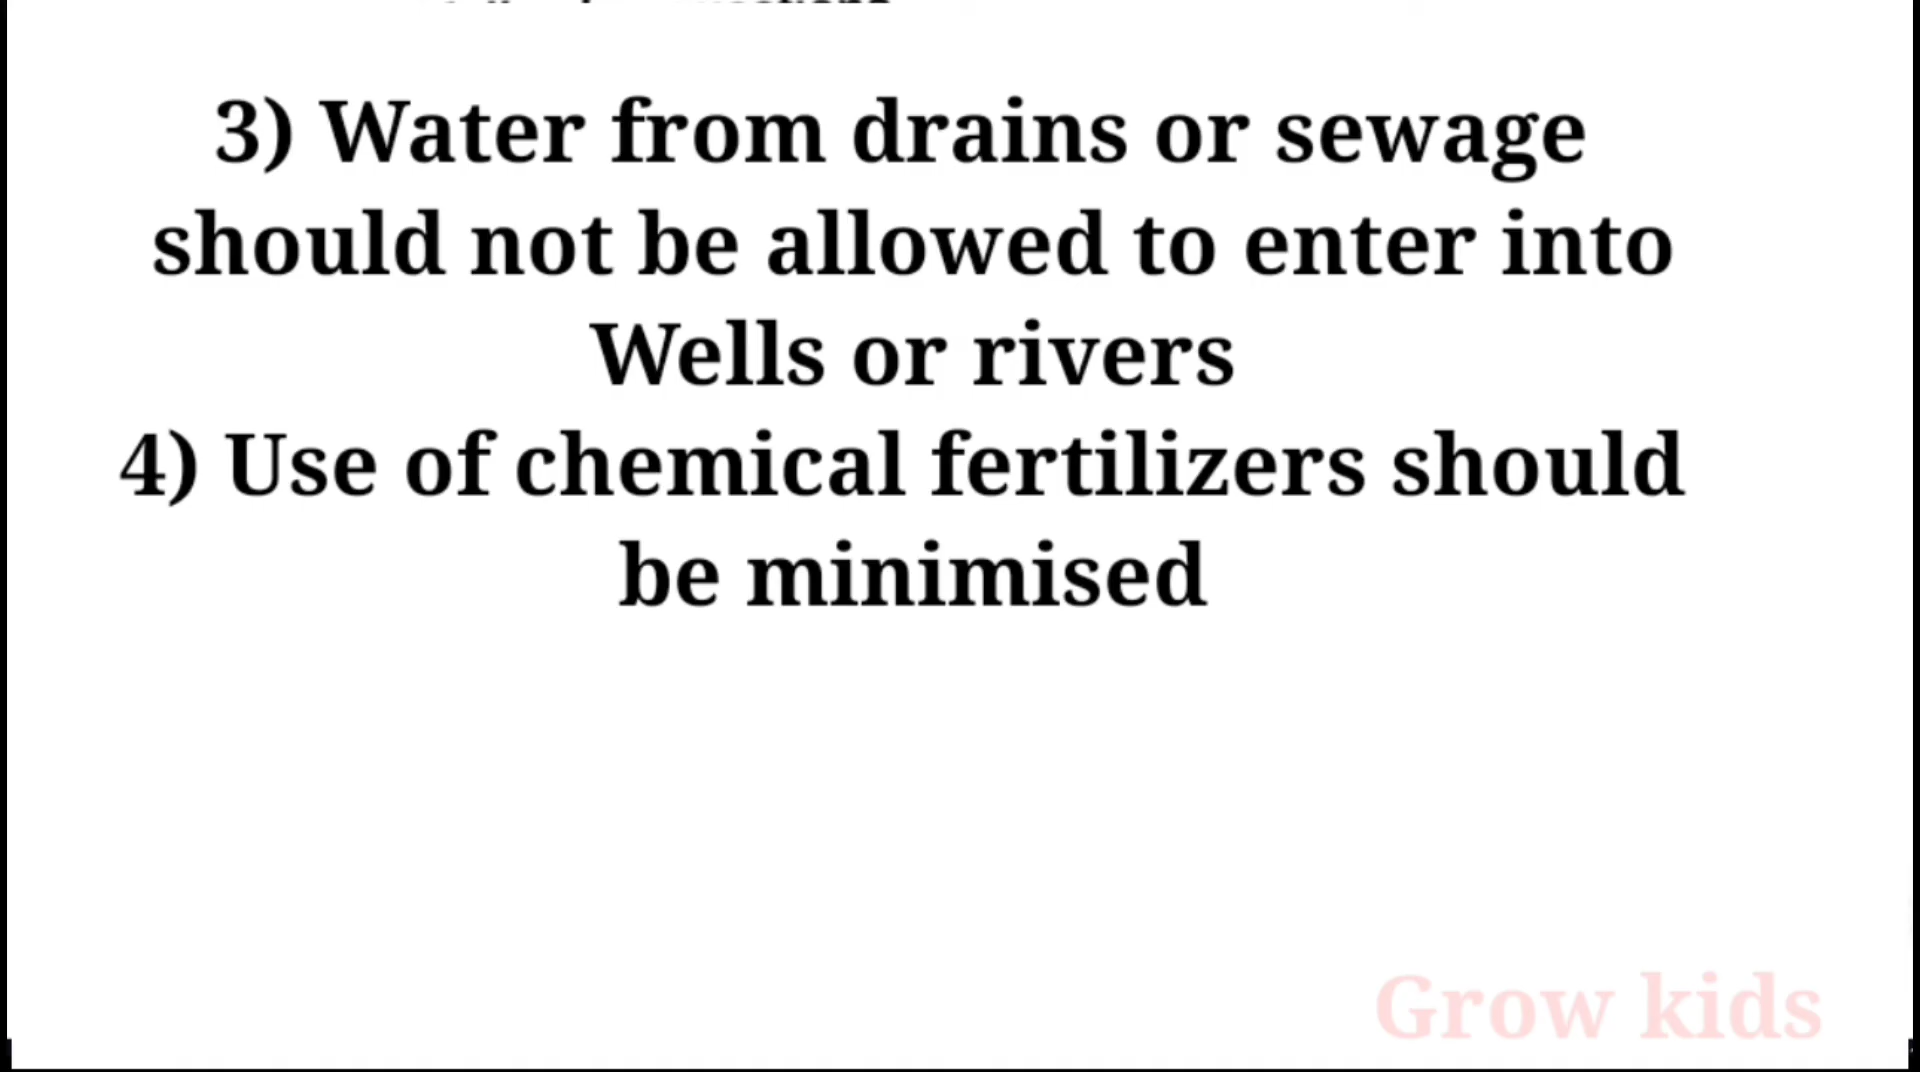 3) Water from drains or sewage
should not be allowed to enter into
Wells or rivers
4) Use of chemical fertilizers should
be minimised
Grow kids